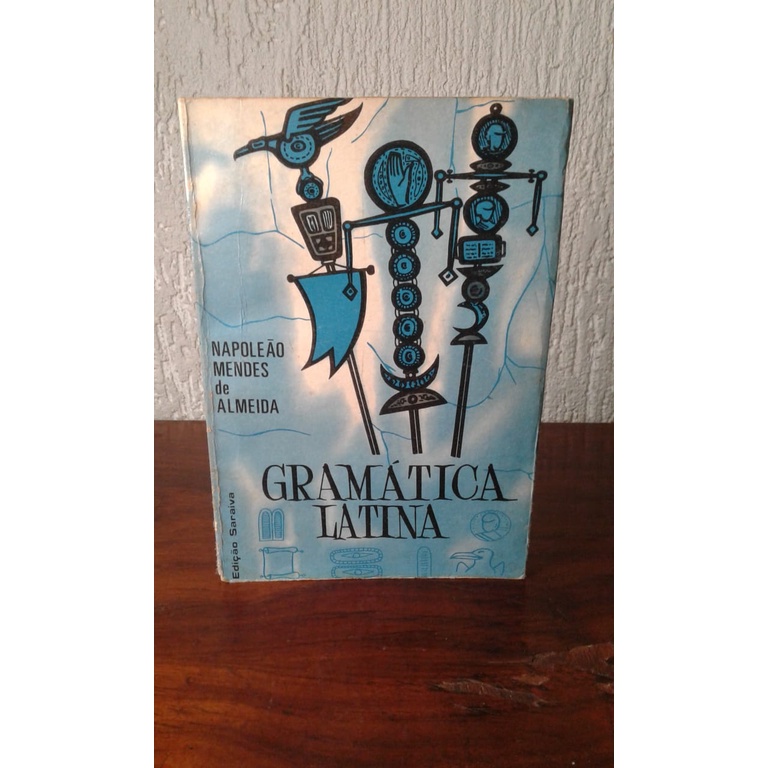 NAPOLEÃO
MENDES
de
ALMEIDA
GRAMÁTICA
LATINA
Edição Saraiva